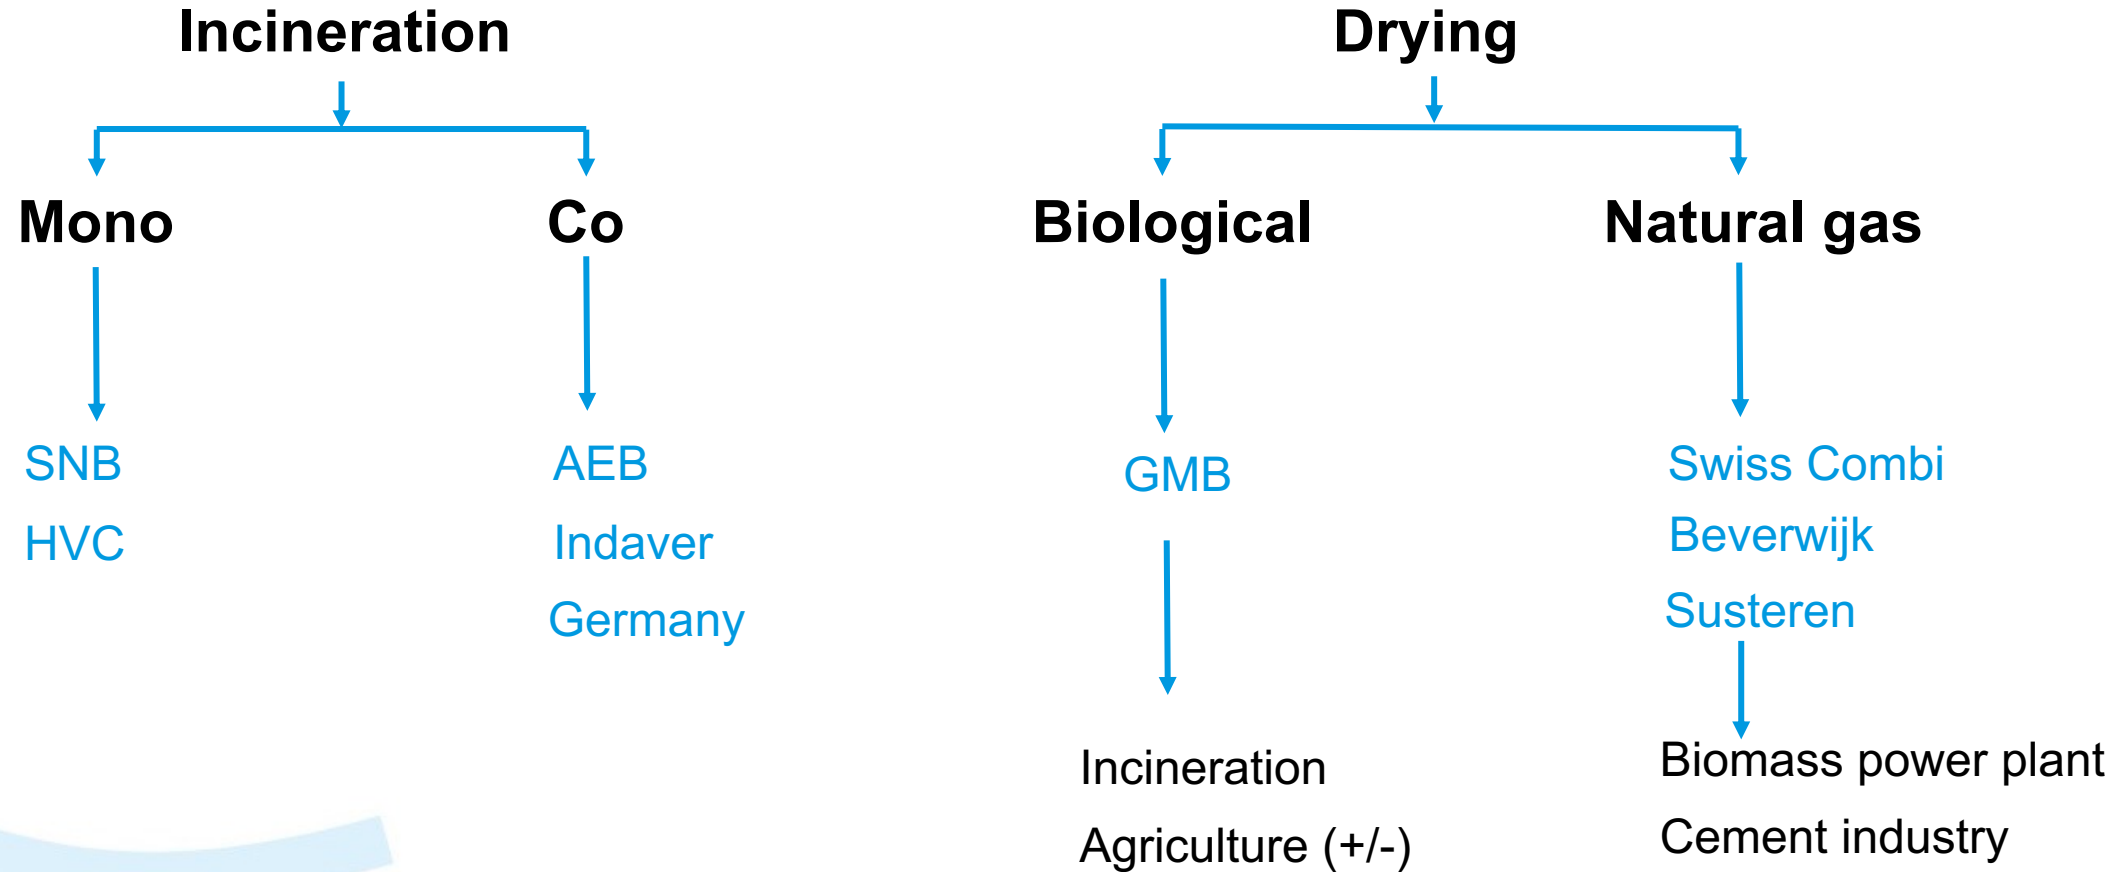 Incineration
Drying
Mono
Co
Biological
Natural gas
SNB
HVC
AEB
Indaver
Germany
GMB
Swiss Combi
Beverwijk
Susteren
Incineration
Agriculture (+/-)
Biomass power plant
Cement industry